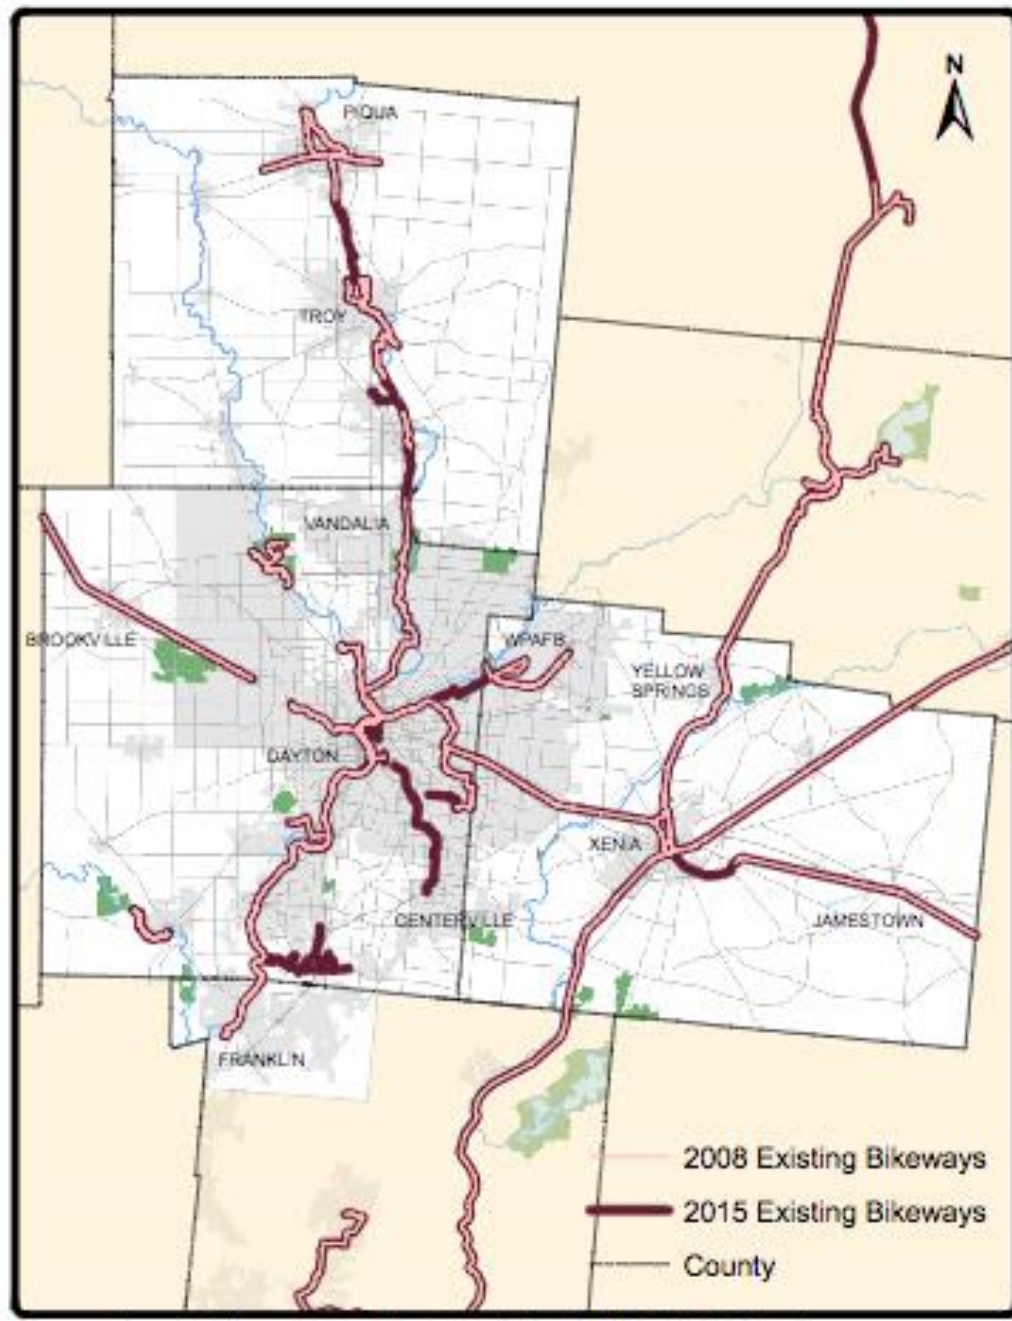 N
PIQUA
TROY
VANDALIA
BROOKVILLE
WPAFB
YELLOW
SPRINGS
DAYTON
XENIA
CENTERVILLE
JAMESTOWN
FRANKLIN
2008 Existing Bikeways
2015 Existing Bikeways
County